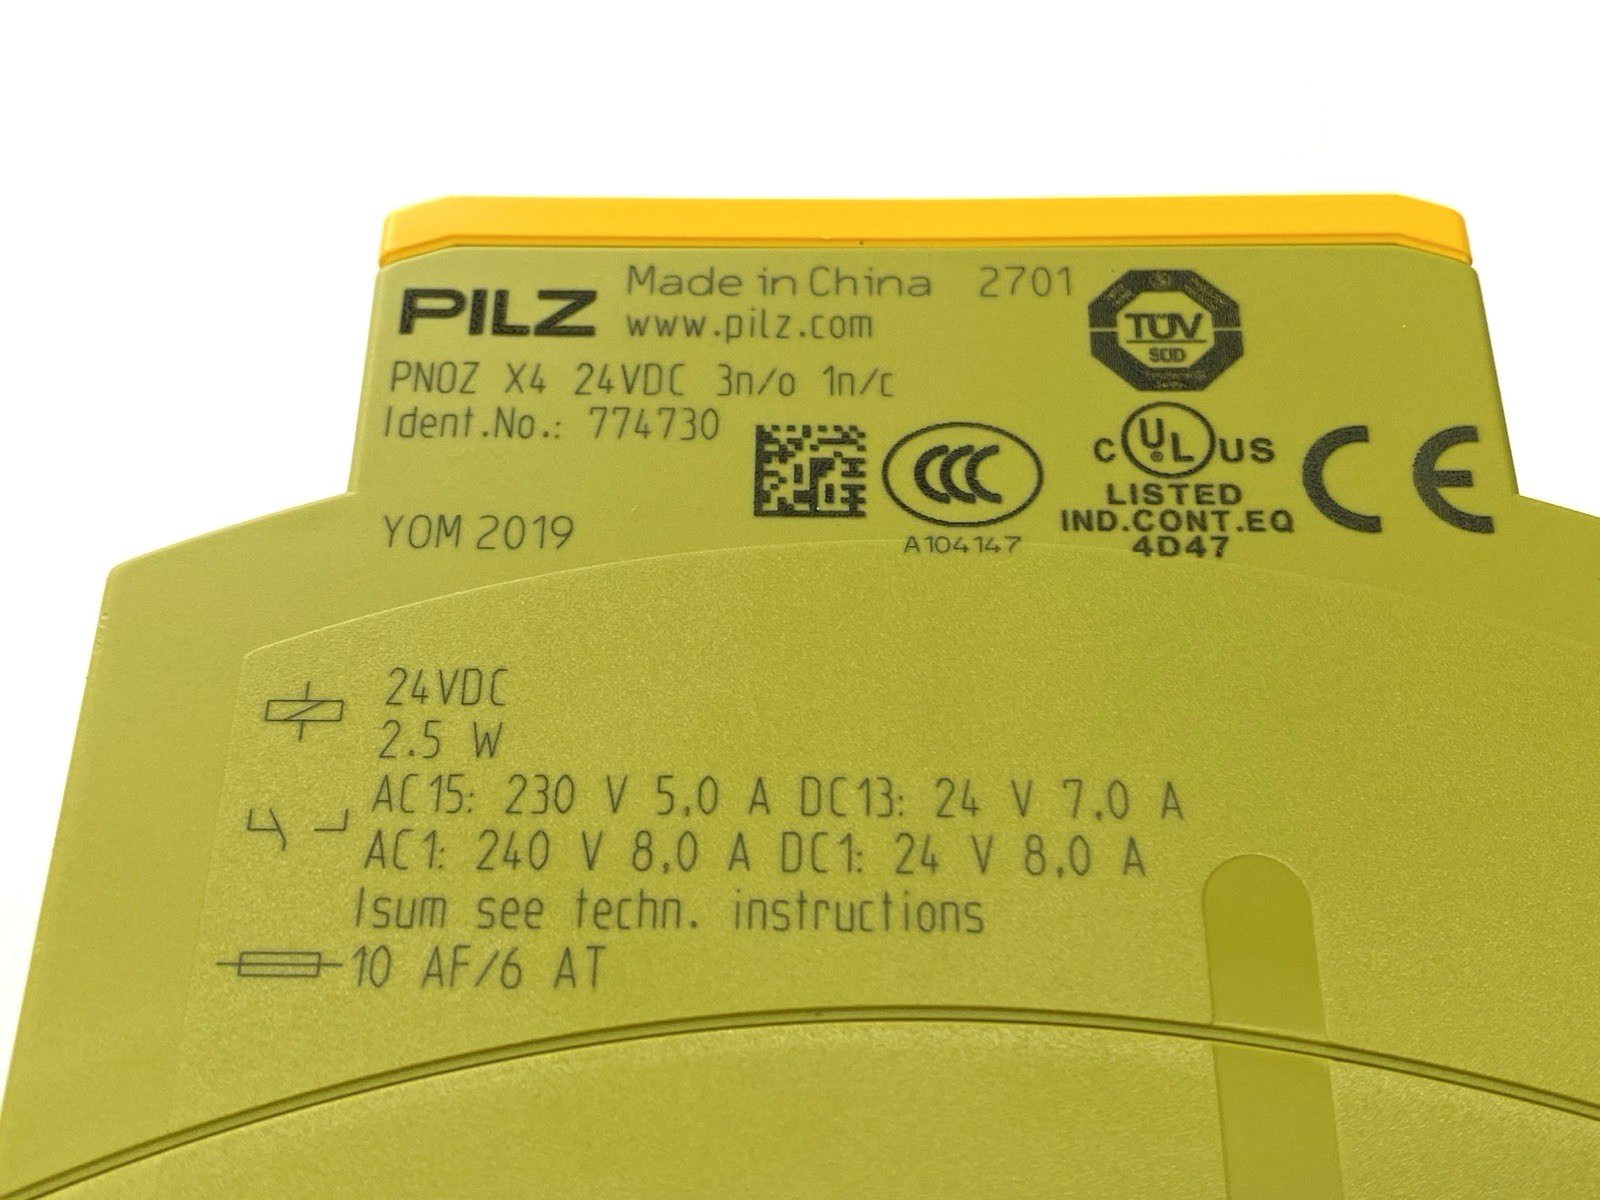 PILZ
Made in China 2701
www.pilz.com
PNOZ X4 24VDC 3n/o 1n/c
Ident.No.: 774730
YOM 2019
TÜV
SÜD
CCC
A104147
C UL US
LISTED
IND.CONT.EQ
4D47
CE
24VDC
2.5 W
AC15: 230 V 5,0 A DC13: 24 V 7.0 A
AC1: 240 V 8,0 A DC1: 24 V 8,0 A
Isum see techn. instructions
10 AF/6 AT